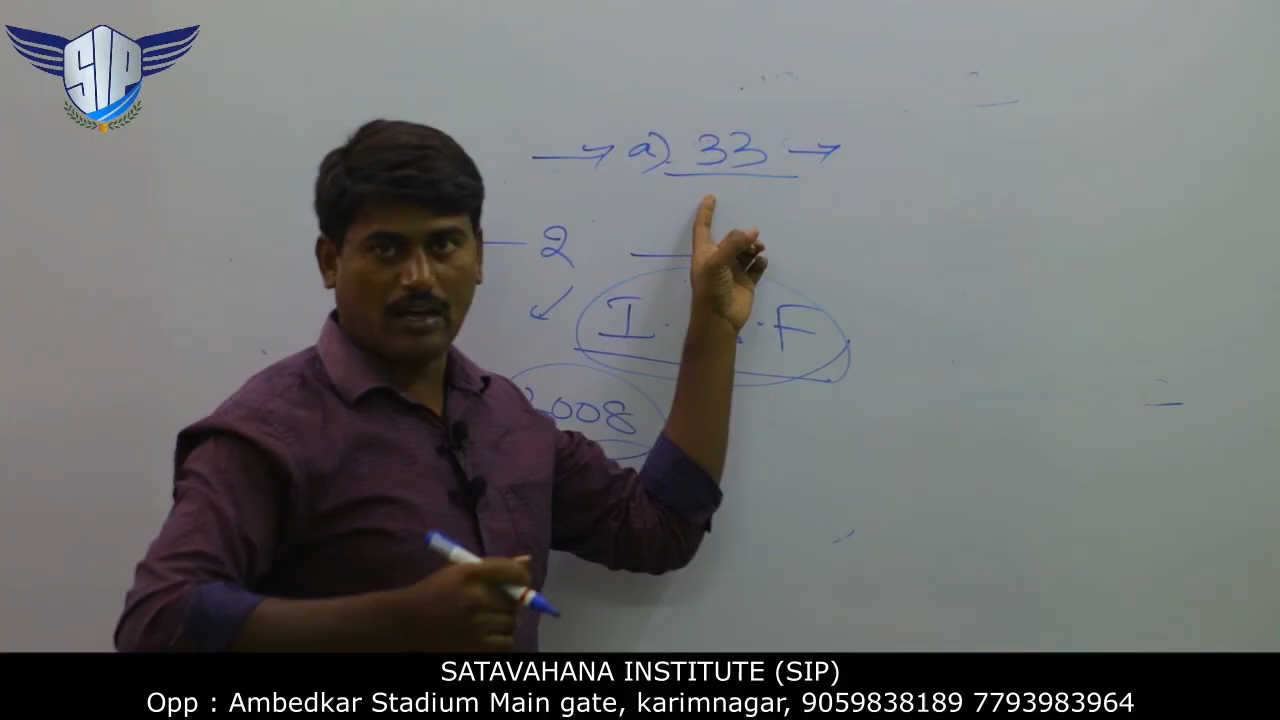 SIP
→ a) 33 →
— 2
I. . F
2008
SATAVAHANA INSTITUTE (SIP)
Opp : Ambedkar Stadium Main gate, karimnagar, 9059838189 7793983964